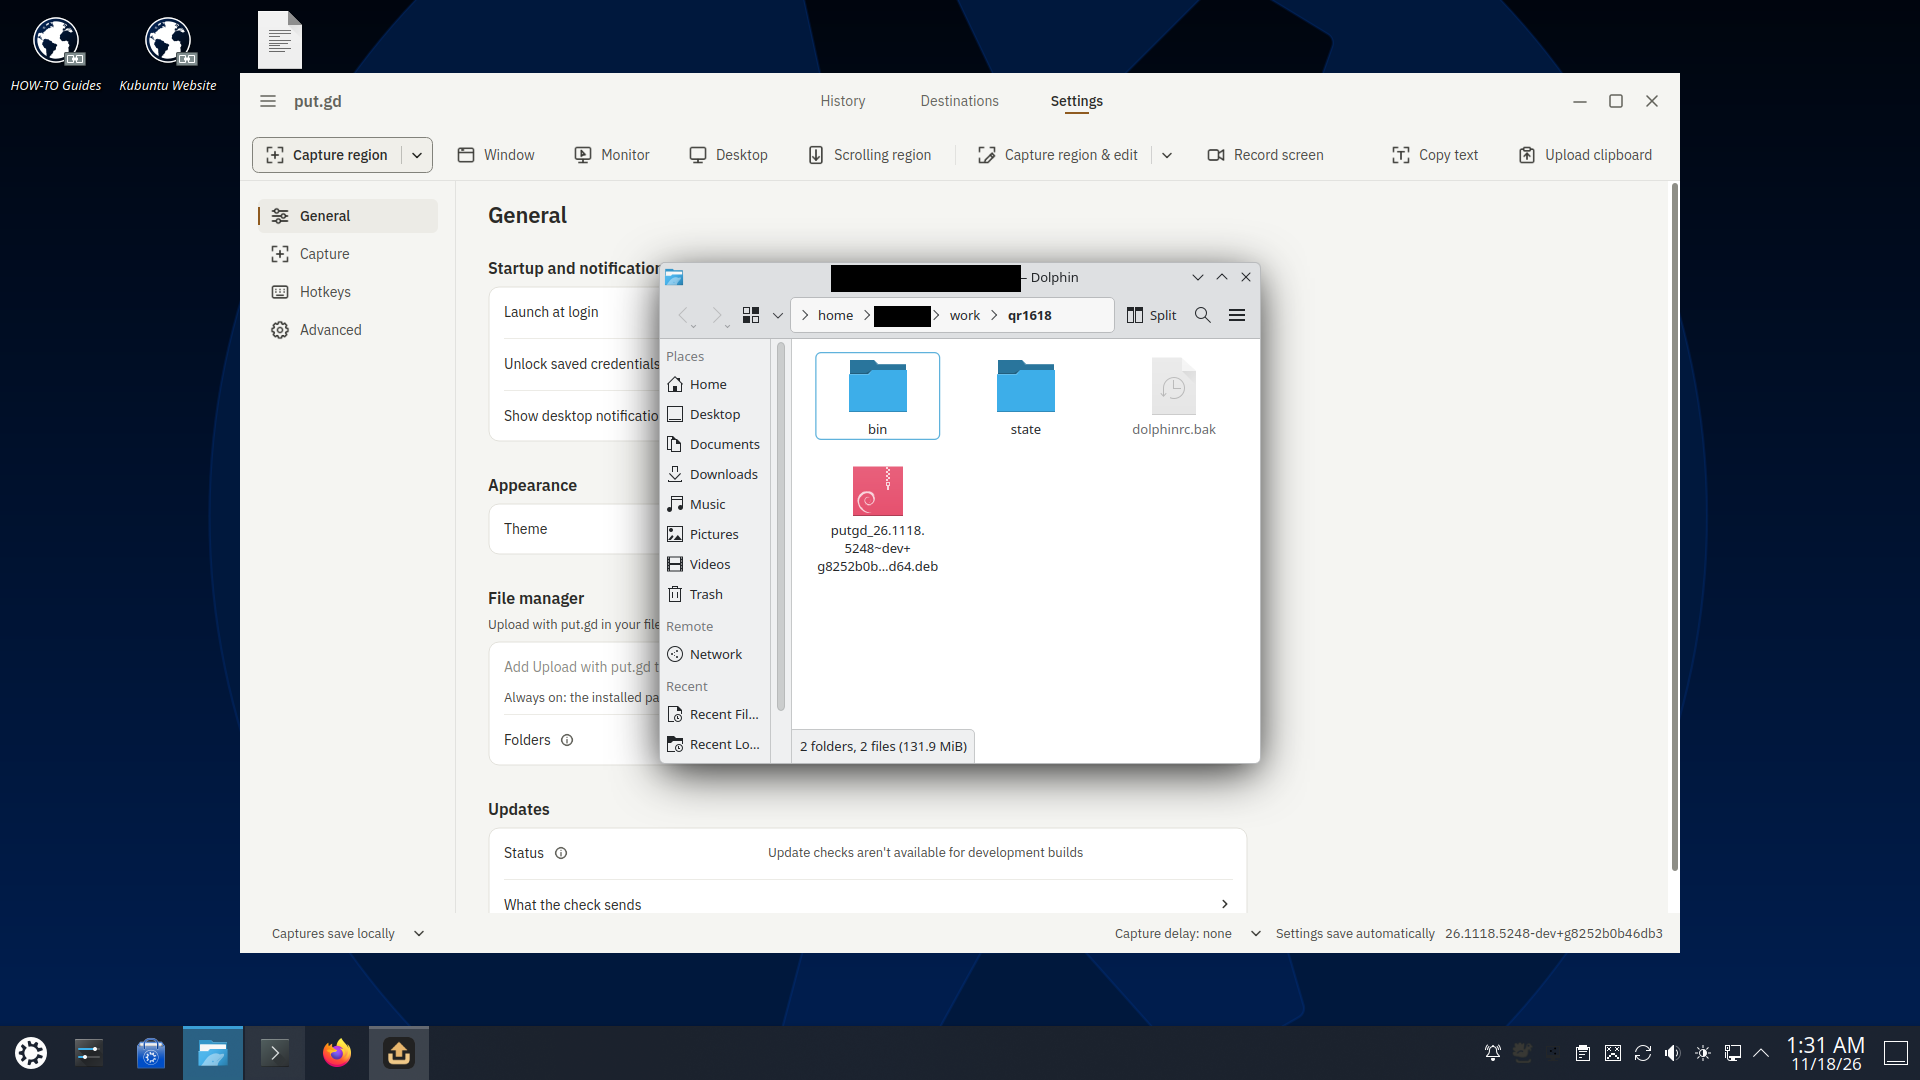 HOW-TO Guides
Kubuntu Website
put.gd
History
Destinations
Settings
Capture region
Window
Monitor
Desktop
Scrolling region
Capture region & edit
Record screen
Copy text
Upload clipboard
General
Capture
Hotkeys
Advanced
General
Startup and notification
Launch at login
Unlock saved credentials
Show desktop notificatio
Appearance
Theme
File manager
Upload with put.gd in your file
Add Upload with put.gd t
Always on: the installed pa
Folders
Updates
Status
Update checks aren't available for development builds
What the check sends
– Dolphin
home
work
qr1618
Split
Places
Home
Desktop
Documents
Downloads
Music
Pictures
Videos
Trash
Remote
Network
Recent
Recent Fil...
Recent Lo...
bin
state
dolphinrc.bak
putgd_26.1118.
5248~dev+
g8252b0b...d64.deb
2 folders, 2 files (131.9 MiB)
Captures save locally
Capture delay: none
Settings save automatically
26.1118.5248-dev+g8252b0b46db3
1:31 AM
11/18/26